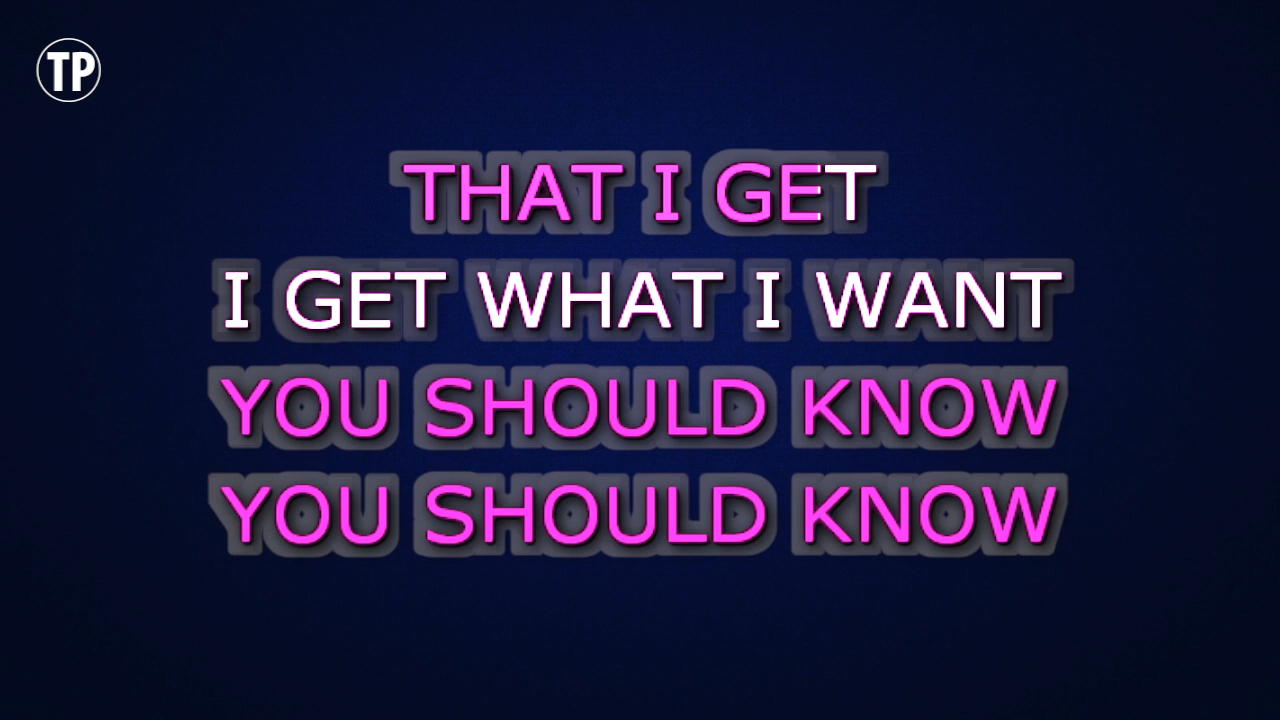 TP
THAT I GET
I GET WHAT I WANT
YOU SHOULD KNOW
YOU SHOULD KNOW